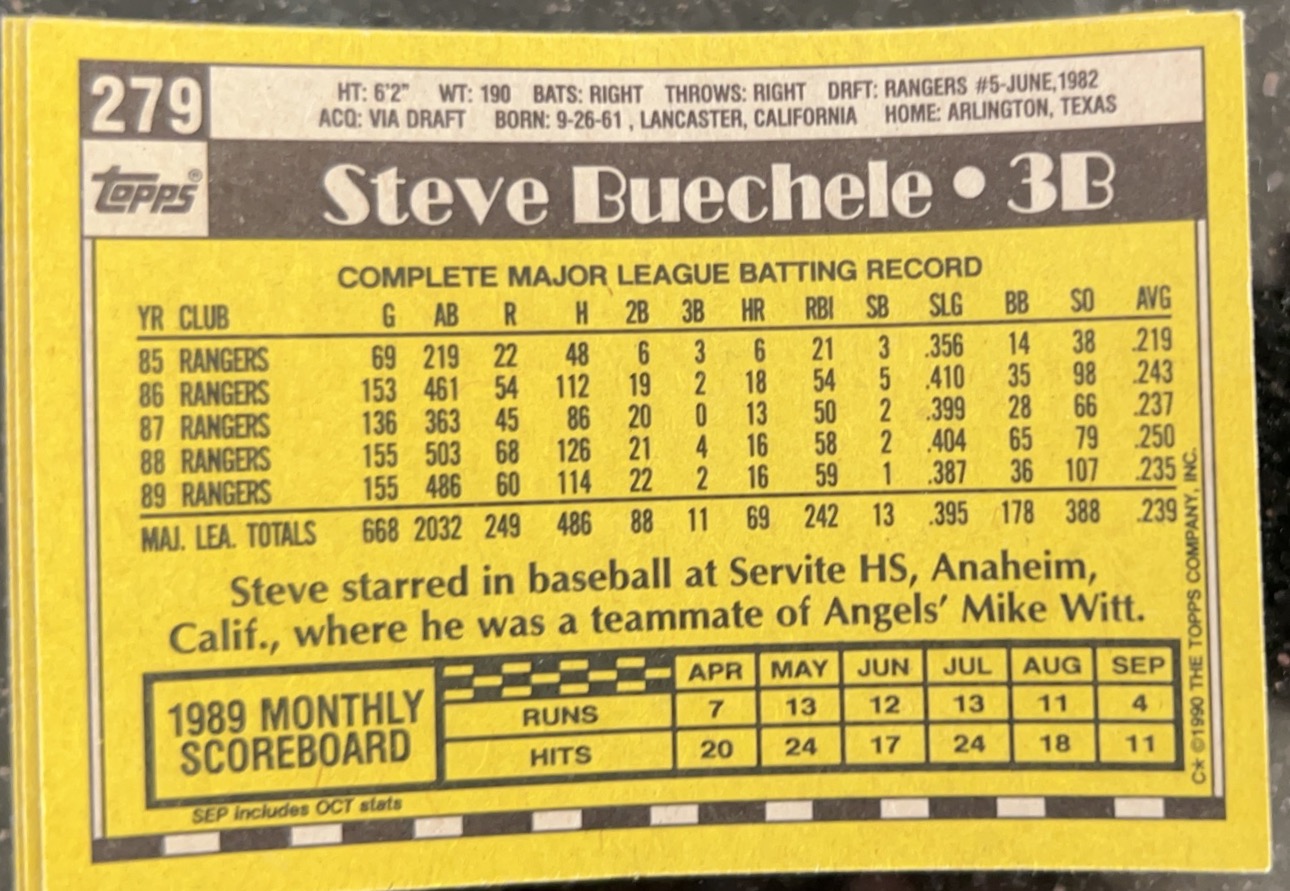 279
HT: 6'2" WT: 190 BATS: RIGHT THROWS: RIGHT DRFT: RANGERS #5-JUNE,1982
ACQ: VIA DRAFT BORN: 9-26-61 , LANCASTER, CALIFORNIA HOME: ARLINGTON, TEXAS
Topps®
Steve Buechele • 3B
COMPLETE MAJOR LEAGUE BATTING RECORD
YR CLUB G AB R H 2B 3B HR RBI SB SLG BB SO AVG
85 RANGERS 69 219 22 48 6 3 6 21 3 .356 14 38 .219
86 RANGERS 153 461 54 112 19 2 18 54 5 .410 35 98 .243
87 RANGERS 136 363 45 86 20 0 13 50 2 .399 28 66 .237
88 RANGERS 155 503 68 126 21 4 16 58 2 .404 65 79 .250
89 RANGERS 155 486 60 114 22 2 16 59 1 .387 36 107 .235
MAJ. LEA. TOTALS 668 2032 249 486 88 11 69 242 13 .395 178 388 .239
Steve starred in baseball at Servite HS, Anaheim,
Calif., where he was a teammate of Angels' Mike Witt.
1989 MONTHLY
SCOREBOARD
APR MAY JUN JUL AUG SEP
RUNS 7 13 12 13 11 4
HITS 20 24 17 24 18 11
SEP includes OCT stats
C* ©1990 THE TOPPS COMPANY, INC.